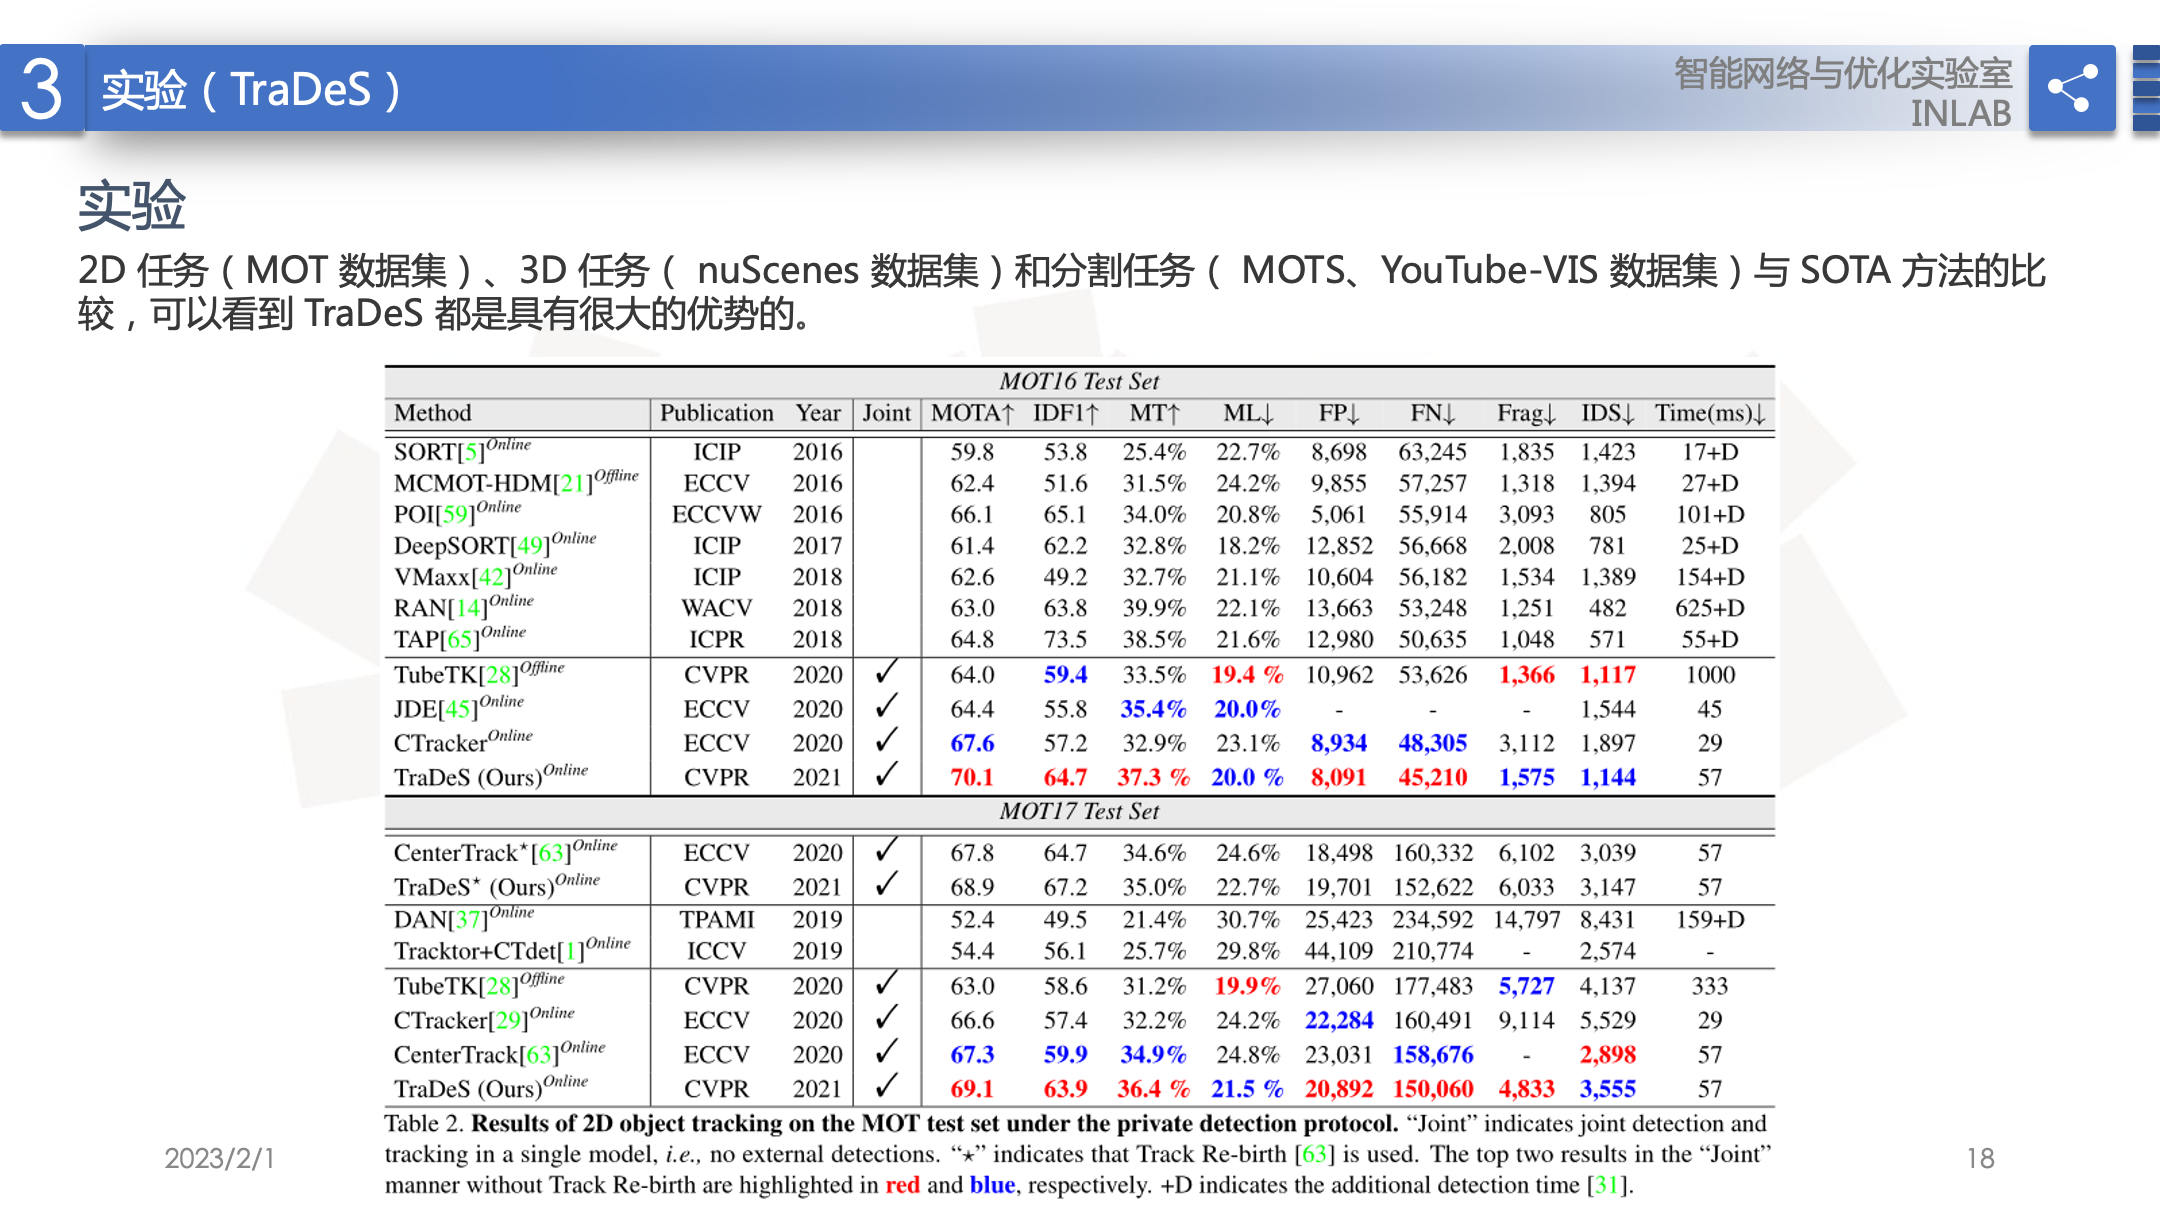 3 实验（TraDeS）
智能网络与优化实验室
INLAB
实验
2D 任务（MOT 数据集）、3D 任务（ nuScenes 数据集）和分割任务（ MOTS、YouTube-VIS 数据集）与 SOTA 方法的比
较，可以看到 TraDeS 都是具有很大的优势的。
MOT16 Test Set
Method Publication Year Joint MOTA↑ IDF1↑ MT↑ ML↓ FP↓ FN↓ Frag↓ IDS↓ Time(ms)↓
SORT[5]Online ICIP 2016 59.8 53.8 25.4% 22.7% 8,698 63,245 1,835 1,423 17+D
MCMOT-HDM[21]Offline ECCV 2016 62.4 51.6 31.5% 24.2% 9,855 57,257 1,318 1,394 27+D
POI[59]Online ECCVW 2016 66.1 65.1 34.0% 20.8% 5,061 55,914 3,093 805 101+D
DeepSORT[49]Online ICIP 2017 61.4 62.2 32.8% 18.2% 12,852 56,668 2,008 781 25+D
VMaxx[42]Online ICIP 2018 62.6 49.2 32.7% 21.1% 10,604 56,182 1,534 1,389 154+D
RAN[14]Online WACV 2018 63.0 63.8 39.9% 22.1% 13,663 53,248 1,251 482 625+D
TAP[65]Online ICPR 2018 64.8 73.5 38.5% 21.6% 12,980 50,635 1,048 571 55+D
TubeTK[28]Offline CVPR 2020 ✓ 64.0 59.4 33.5% 19.4 % 10,962 53,626 1,366 1,117 1000
JDE[45]Online ECCV 2020 ✓ 64.4 55.8 35.4% 20.0% - - - 1,544 45
CTrackerOnline ECCV 2020 ✓ 67.6 57.2 32.9% 23.1% 8,934 48,305 3,112 1,897 29
TraDeS (Ours)Online CVPR 2021 ✓ 70.1 64.7 37.3 % 20.0 % 8,091 45,210 1,575 1,144 57
MOT17 Test Set
CenterTrack⋆[63]Online ECCV 2020 ✓ 67.8 64.7 34.6% 24.6% 18,498 160,332 6,102 3,039 57
TraDeS⋆ (Ours)Online CVPR 2021 ✓ 68.9 67.2 35.0% 22.7% 19,701 152,622 6,033 3,147 57
DAN[37]Online TPAMI 2019 52.4 49.5 21.4% 30.7% 25,423 234,592 14,797 8,431 159+D
Tracktor+CTdet[1]Online ICCV 2019 54.4 56.1 25.7% 29.8% 44,109 210,774 - 2,574 -
TubeTK[28]Offline CVPR 2020 ✓ 63.0 58.6 31.2% 19.9% 27,060 177,483 5,727 4,137 333
CTracker[29]Online ECCV 2020 ✓ 66.6 57.4 32.2% 24.2% 22,284 160,491 9,114 5,529 29
CenterTrack[63]Online ECCV 2020 ✓ 67.3 59.9 34.9% 24.8% 23,031 158,676 - 2,898 57
TraDeS (Ours)Online CVPR 2021 ✓ 69.1 63.9 36.4 % 21.5 % 20,892 150,060 4,833 3,555 57
Table 2. Results of 2D object tracking on the MOT test set under the private detection protocol. “Joint” indicates joint detection and
tracking in a single model, i.e., no external detections. “⋆” indicates that Track Re-birth [63] is used. The top two results in the “Joint”
manner without Track Re-birth are highlighted in red and blue, respectively. +D indicates the additional detection time [31].
2023/2/1
18